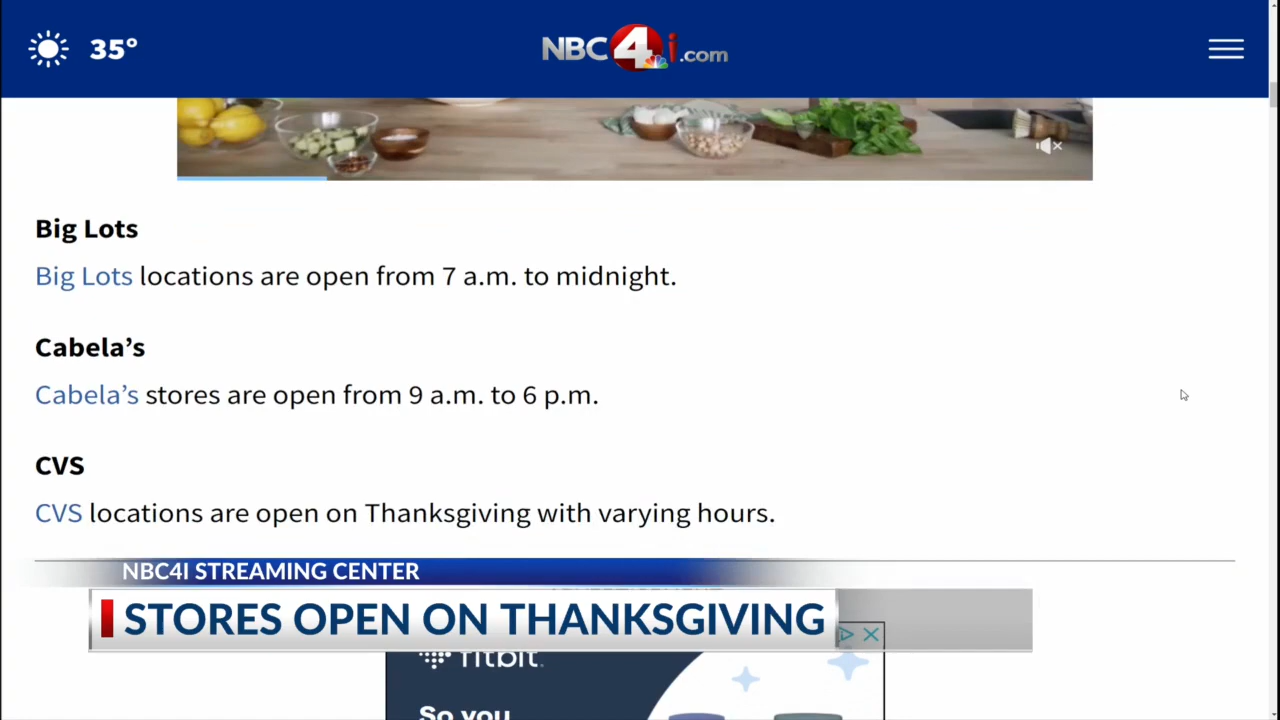 35°
NBC4i.com
Big Lots
Big Lots locations are open from 7 a.m. to midnight.
Cabela’s
Cabela’s stores are open from 9 a.m. to 6 p.m.
CVS
CVS locations are open on Thanksgiving with varying hours.
NBC4I STREAMING CENTER
STORES OPEN ON THANKSGIVING
fitbit
So you